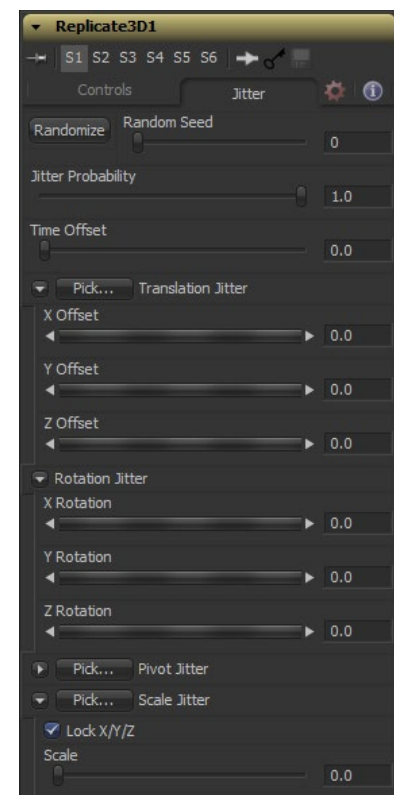 Replicate3D1
S1 S2 S3 S4 S5 S6
Controls Jitter
Randomize Random Seed
0
Jitter Probability
1.0
Time Offset
0.0
Pick... Translation Jitter
X Offset
0.0
Y Offset
0.0
Z Offset
0.0
Rotation Jitter
X Rotation
0.0
Y Rotation
0.0
Z Rotation
0.0
Pick... Pivot Jitter
Pick... Scale Jitter
Lock X/Y/Z
Scale
0.0